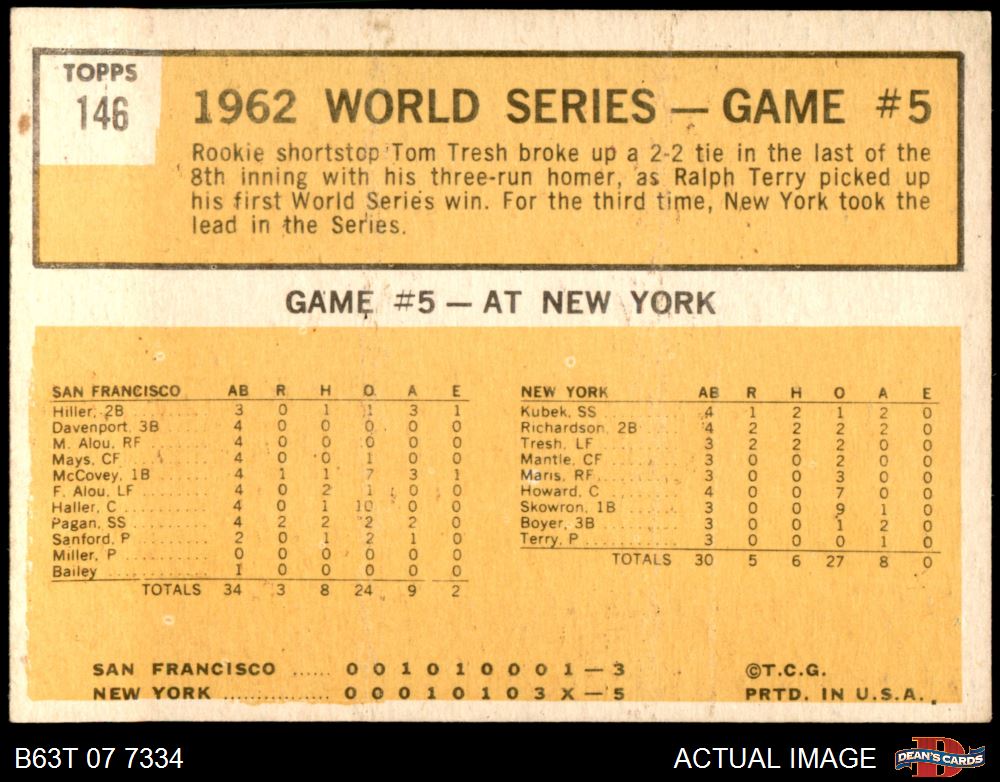 TOPPS
146
1962 WORLD SERIES — GAME #5
Rookie shortstop Tom Tresh broke up a 2-2 tie in the last of the
8th inning with his three-run homer, as Ralph Terry picked up
his first World Series win. For the third time, New York took the
lead in the Series.
GAME #5 — AT NEW YORK
SAN FRANCISCO AB R H O A E
Hiller, 2B ........ 3 0 1 1 3 1
Davenport, 3B ..... 4 0 0 0 0 0
M. Alou, RF ....... 4 0 0 0 0 0
Mays, CF .......... 4 0 0 1 0 0
McCovey, 1B ....... 4 1 1 7 3 1
F. Alou, LF ....... 4 0 2 1 0 0
Haller, C ......... 4 0 1 10 0 0
Pagan, SS ......... 4 2 2 2 2 0
Sanford, P ........ 2 0 1 2 1 0
Miller, P ......... 0 0 0 0 0 0
Bailey ............ 1 0 0 0 0 0
TOTALS 34 3 8 24 9 2
NEW YORK AB R H O A E
Kubek, SS ......... 4 1 2 1 2 0
Richardson, 2B .... 4 2 2 2 2 0
Tresh, LF ......... 3 2 2 2 0 0
Mantle, CF ........ 3 0 0 2 0 0
Maris, RF ......... 3 0 0 3 0 0
Howard, C ......... 4 0 0 7 0 0
Skowron, 1B ....... 3 0 0 9 1 0
Boyer, 3B ......... 3 0 0 1 2 0
Terry, P .......... 3 0 0 0 1 0
TOTALS 30 5 6 27 8 0
SAN FRANCISCO ...... 0 0 1 0 1 0 0 0 1 — 3
NEW YORK ............. 0 0 0 1 0 1 0 3 X — 5
©T.C.G.
PRTD. IN U.S.A.
B63T 07 7334
ACTUAL IMAGE
D
DEAN'S CARDS